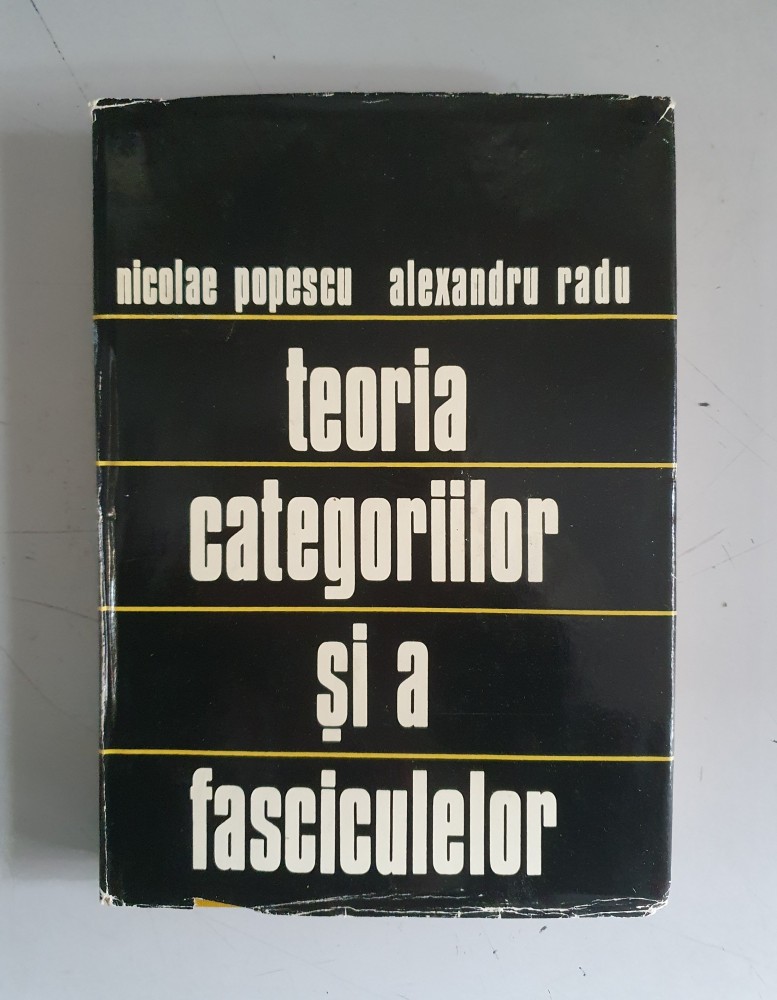 nicolae popescu alexandru radu
teoria
categoriilor
și a
fasciculelor